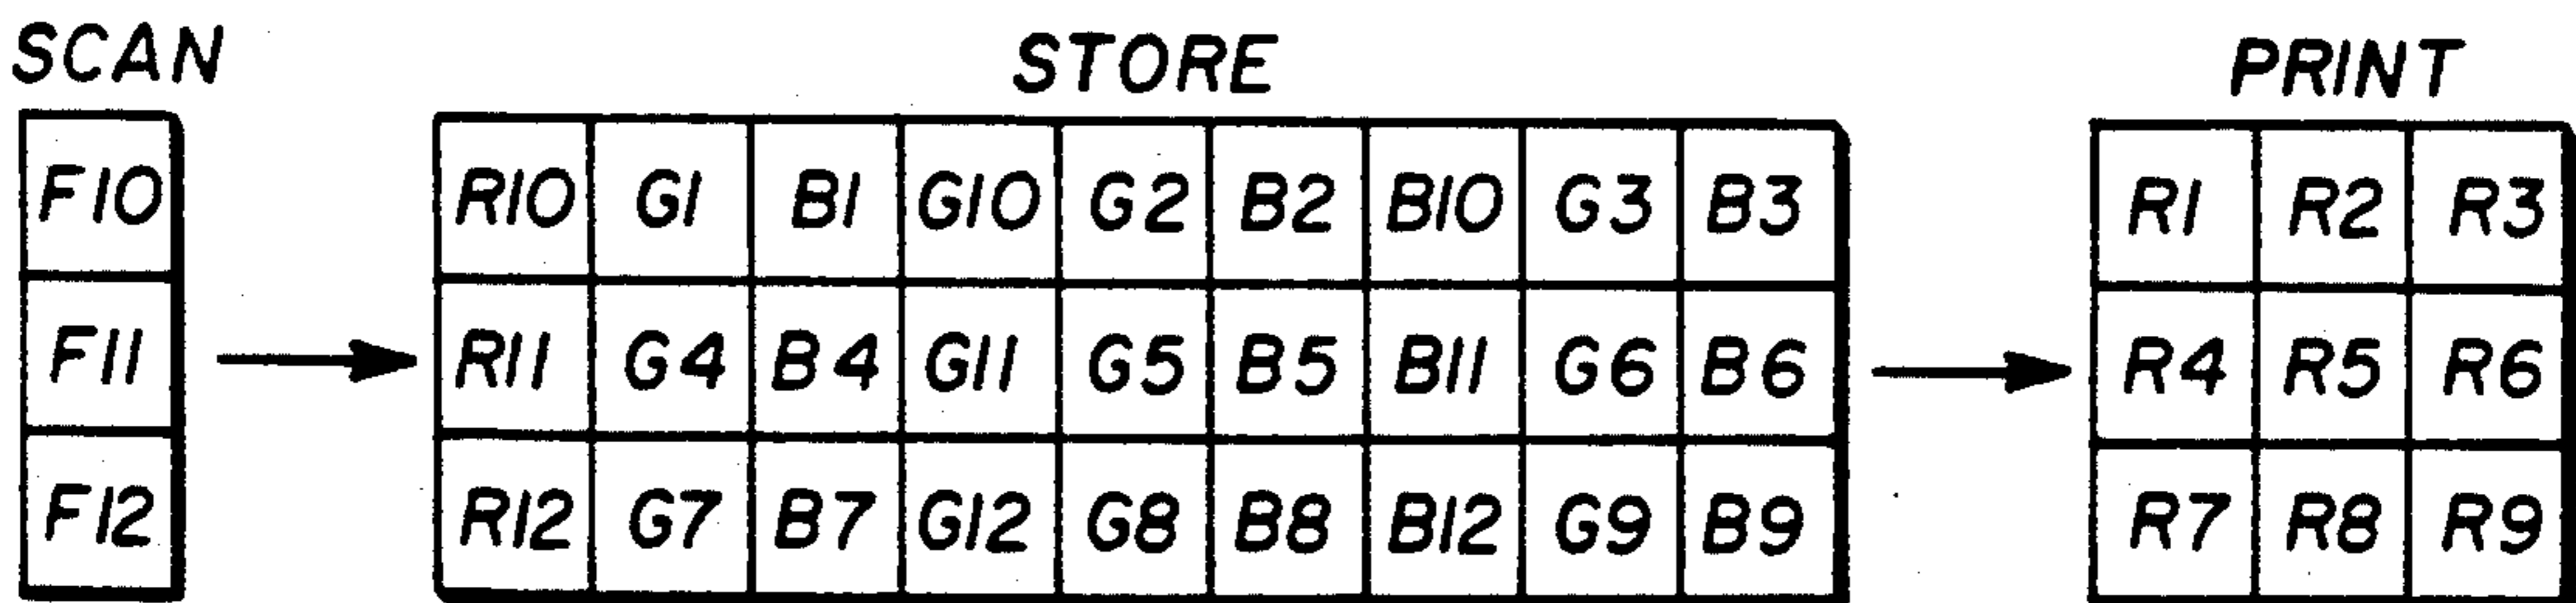 SCAN STORE PRINT
F10 R10 G1 B1 G10 G2 B2 B10 G3 B3 R1 R2 R3
F11 R11 G4 B4 G11 G5 B5 B11 G6 B6 R4 R5 R6
F12 R12 G7 B7 G12 G8 B8 B12 G9 B9 R7 R8 R9